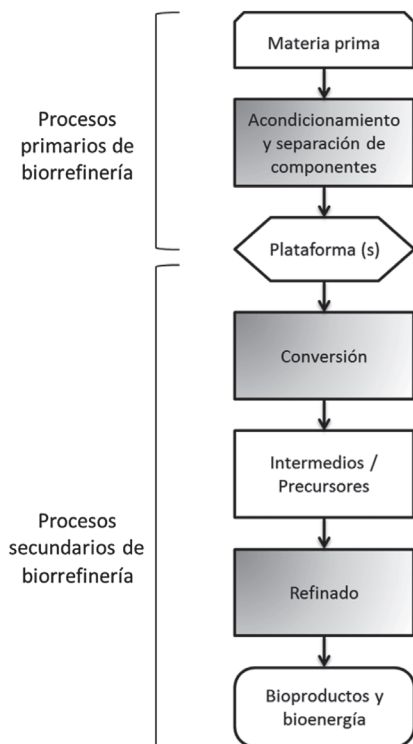 Materia prima
Procesos
primarios de
biorrefinería
Acondicionamiento
y separación de
componentes
Plataforma (s)
Conversión
Intermedios /
Precursores
Procesos
secundarios de
biorrefinería
Refinado
Bioproductos y
bioenergía